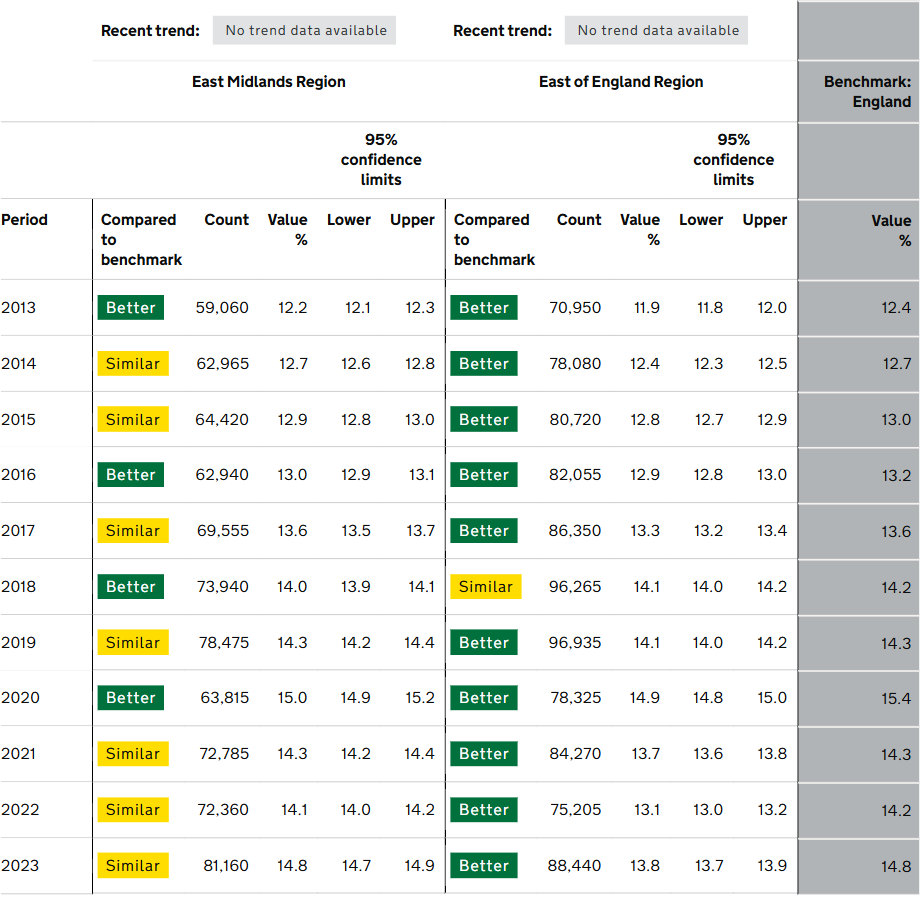 Recent trend: No trend data available Recent trend: No trend data available
East Midlands Region East of England Region Benchmark:
England
95% 95%
confidence confidence
limits limits
Period Compared Count Value Lower Upper Compared Count Value Lower Upper Value
to % to % %
benchmark benchmark
2013 Better 59,060 12.2 12.1 12.3 Better 70,950 11.9 11.8 12.0 12.4
2014 Similar 62,965 12.7 12.6 12.8 Better 78,080 12.4 12.3 12.5 12.7
2015 Similar 64,420 12.9 12.8 13.0 Better 80,720 12.8 12.7 12.9 13.0
2016 Better 62,940 13.0 12.9 13.1 Better 82,055 12.9 12.8 13.0 13.2
2017 Similar 69,555 13.6 13.5 13.7 Better 86,350 13.3 13.2 13.4 13.6
2018 Better 73,940 14.0 13.9 14.1 Similar 96,265 14.1 14.0 14.2 14.2
2019 Similar 78,475 14.3 14.2 14.4 Better 96,935 14.1 14.0 14.2 14.3
2020 Better 63,815 15.0 14.9 15.2 Better 78,325 14.9 14.8 15.0 15.4
2021 Similar 72,785 14.3 14.2 14.4 Better 84,270 13.7 13.6 13.8 14.3
2022 Similar 72,360 14.1 14.0 14.2 Better 75,205 13.1 13.0 13.2 14.2
2023 Similar 81,160 14.8 14.7 14.9 Better 88,440 13.8 13.7 13.9 14.8